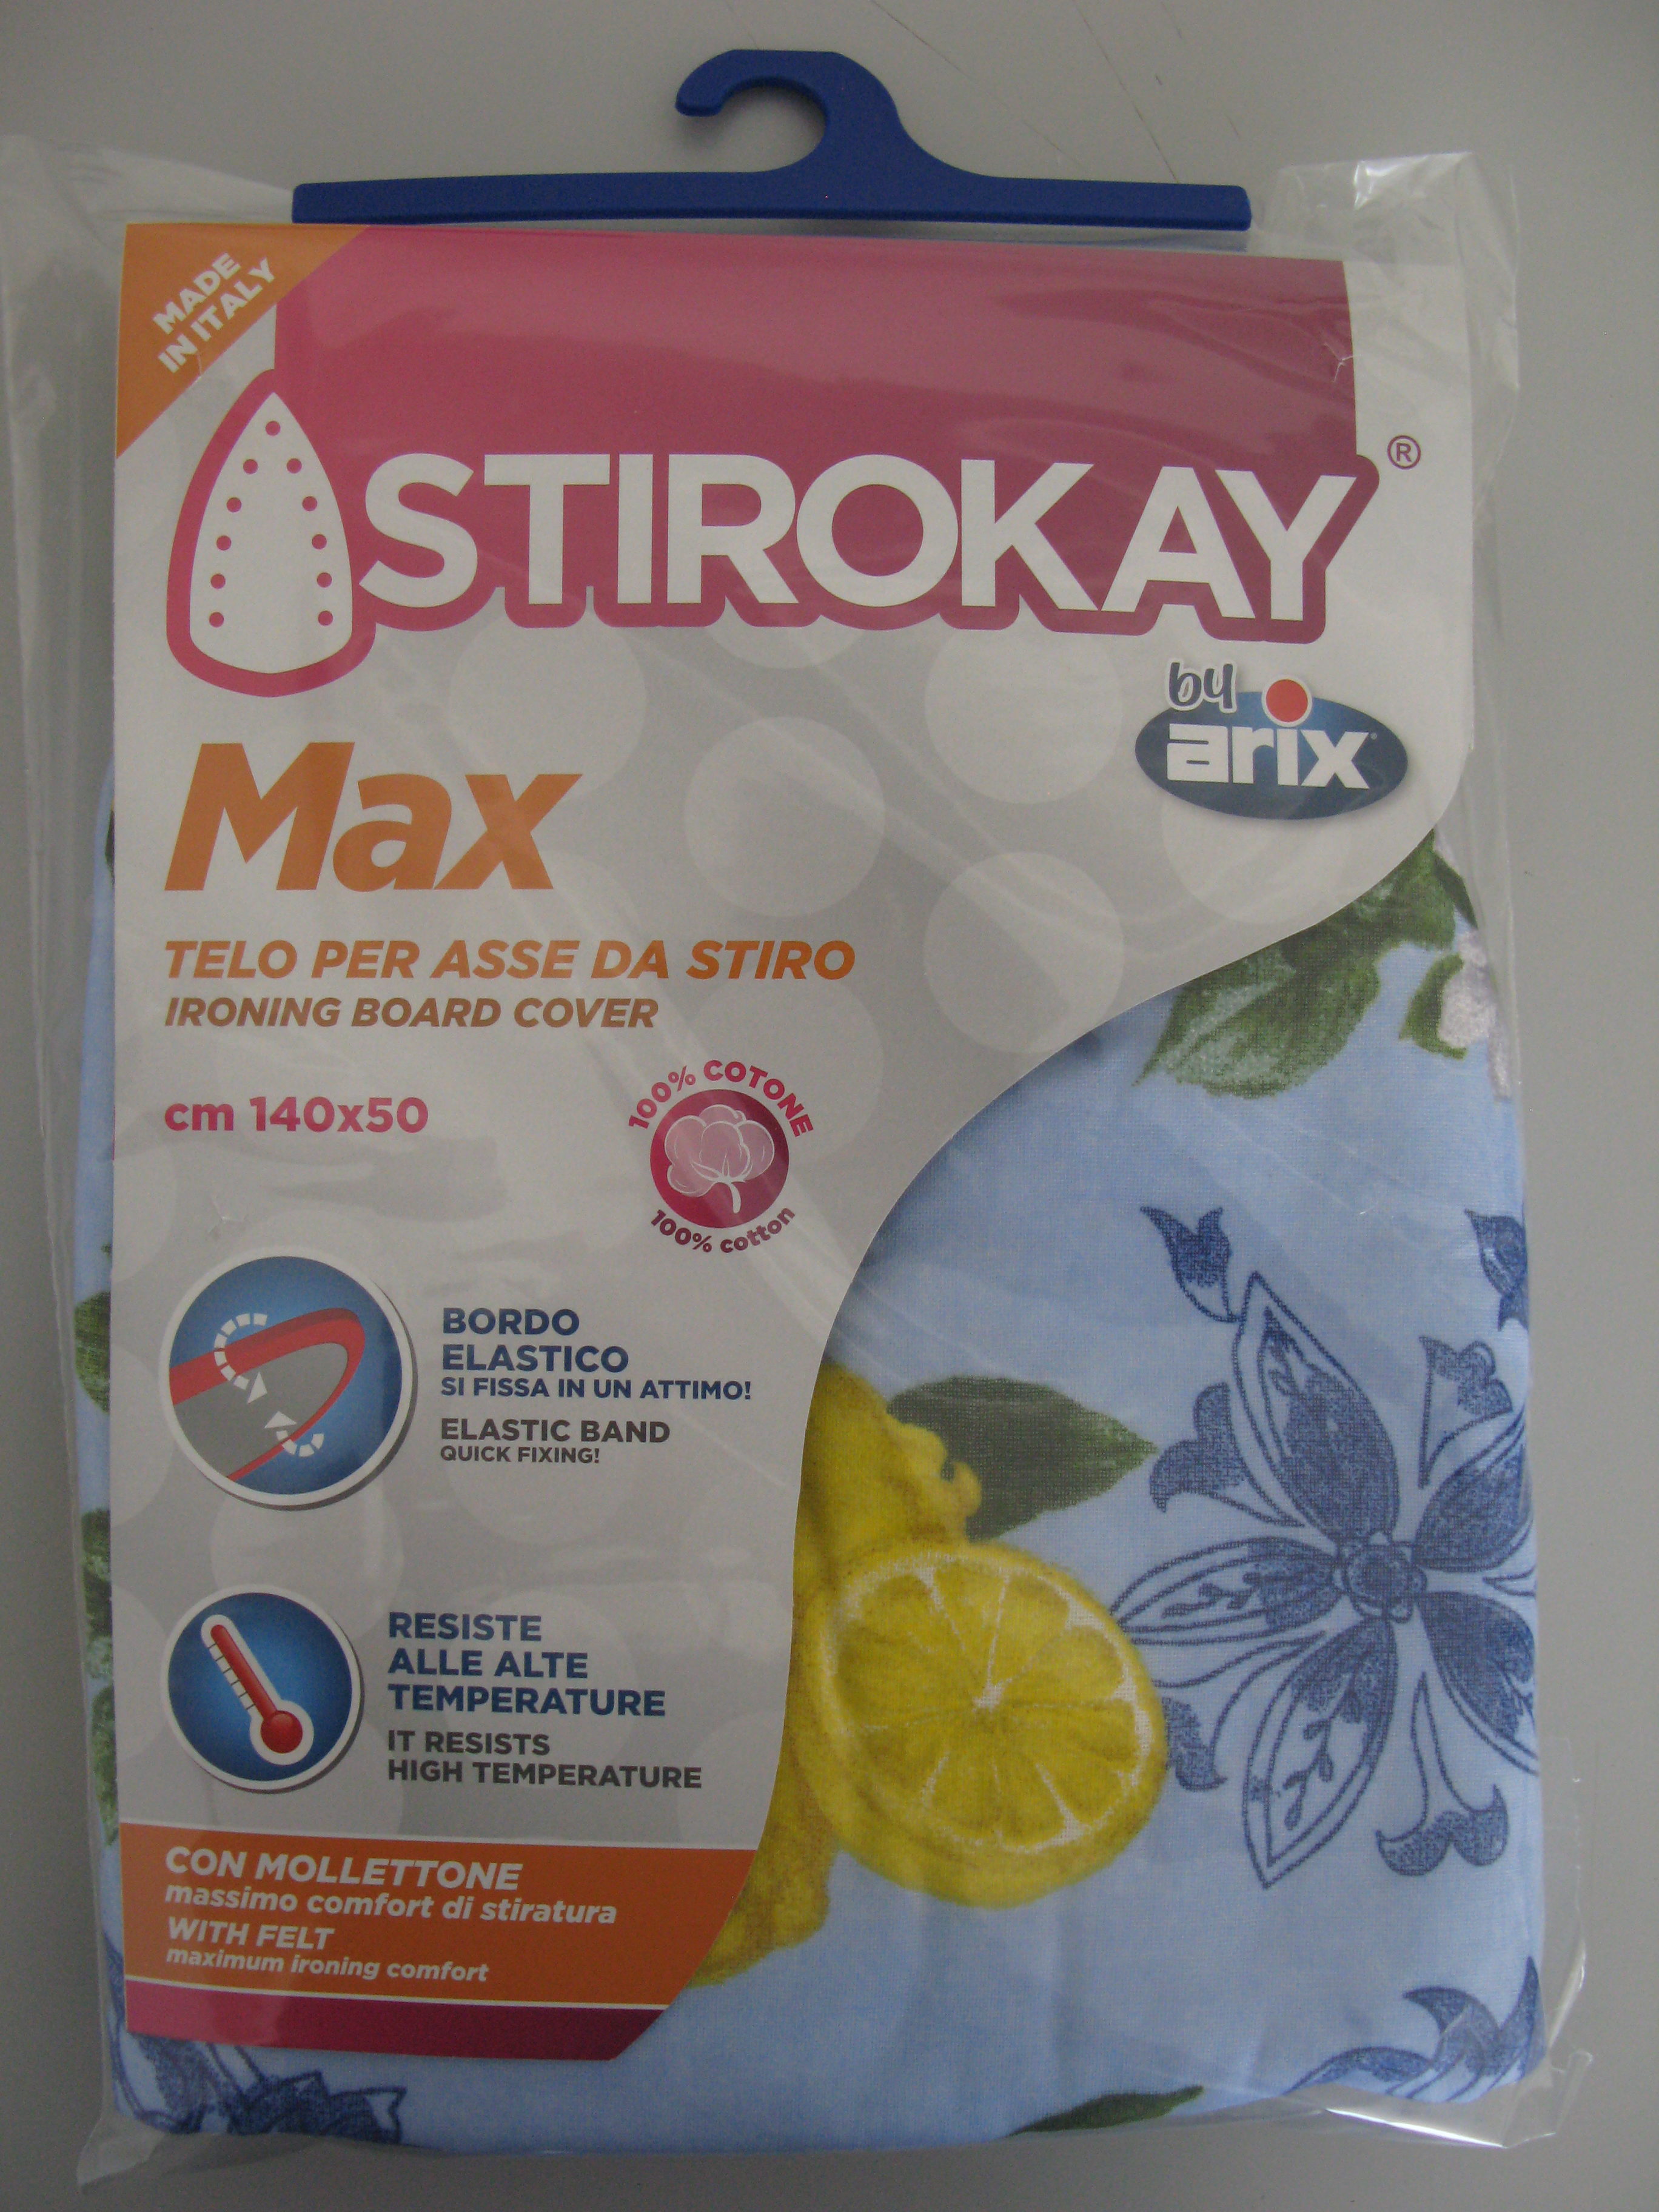 MADE
IN ITALY
STIROKAY®
by
arix
Max
TELO PER ASSE DA STIRO
IRONING BOARD COVER
cm 140x50
100% COTONE
100% cotton
BORDO
ELASTICO
SI FISSA IN UN ATTIMO!
ELASTIC BAND
QUICK FIXING!
RESISTE
ALLE ALTE
TEMPERATURE
IT RESISTS
HIGH TEMPERATURE
CON MOLLETTONE
massimo comfort di stiratura
WITH FELT
maximum ironing comfort